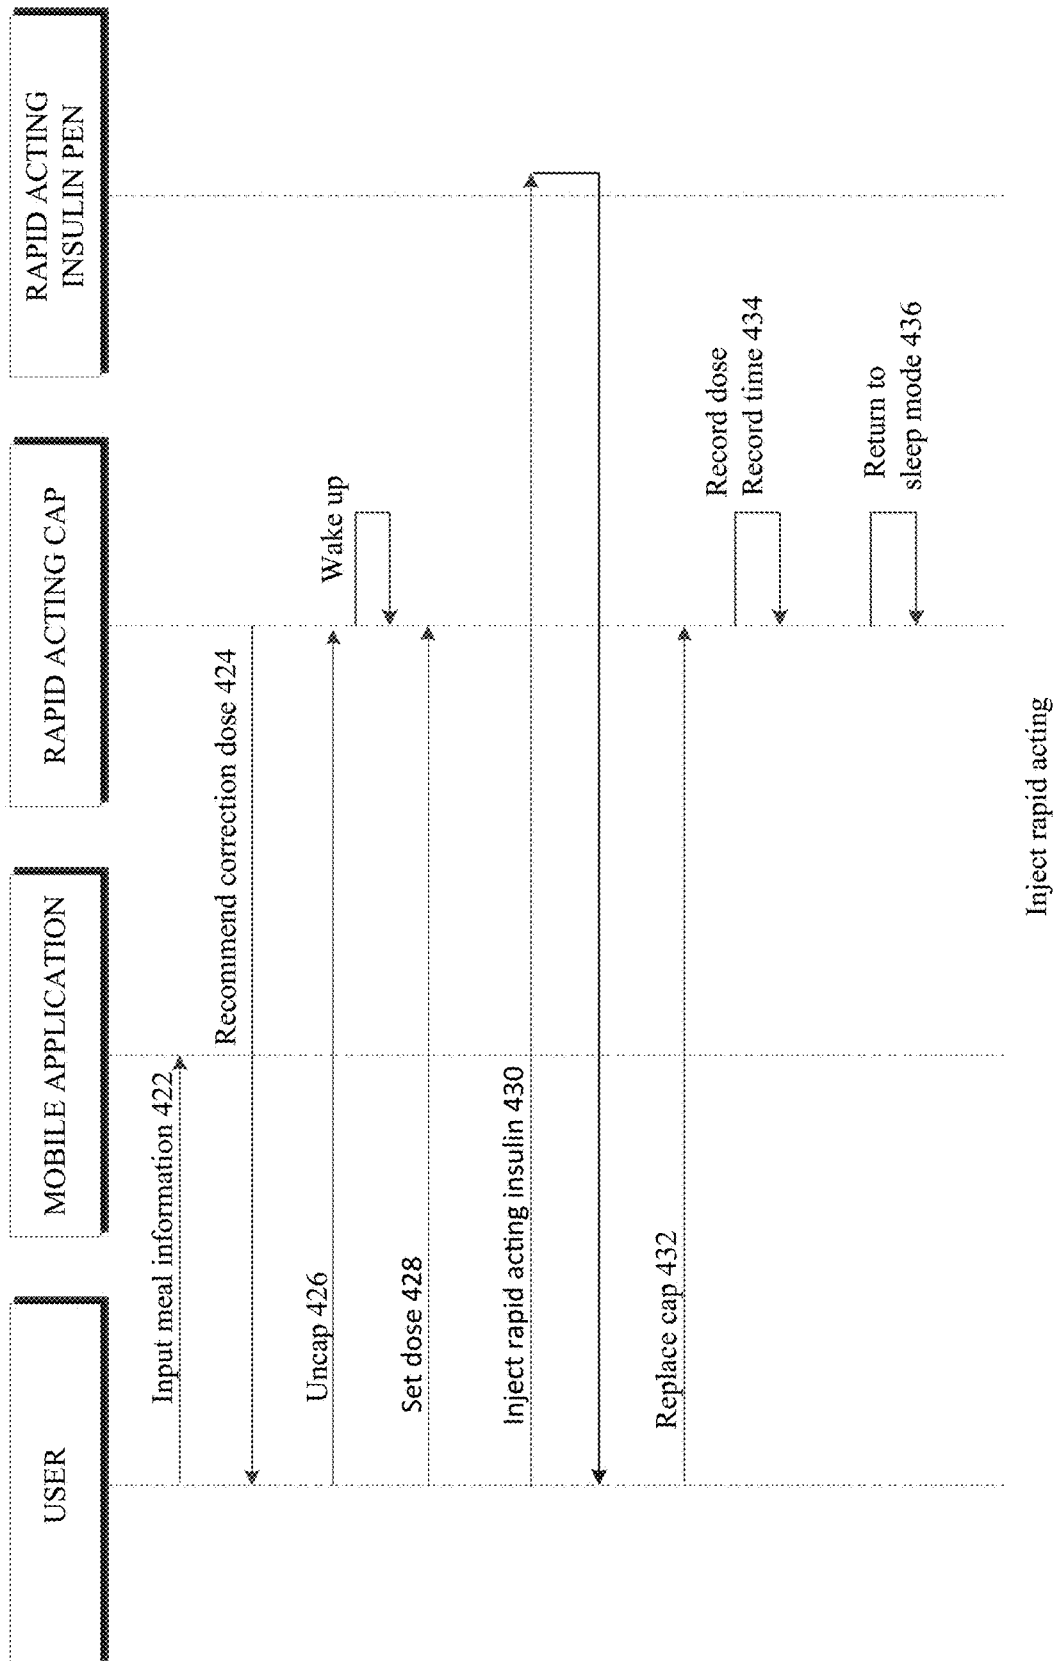 USER
MOBILE APPLICATION
RAPID ACTING CAP
RAPID ACTING
INSULIN PEN
Input meal information 422
Recommend correction dose 424
Uncap 426
Wake up
Set dose 428
Inject rapid acting insulin 430
Replace cap 432
Record dose
Record time 434
Return to
sleep mode 436
Inject rapid acting